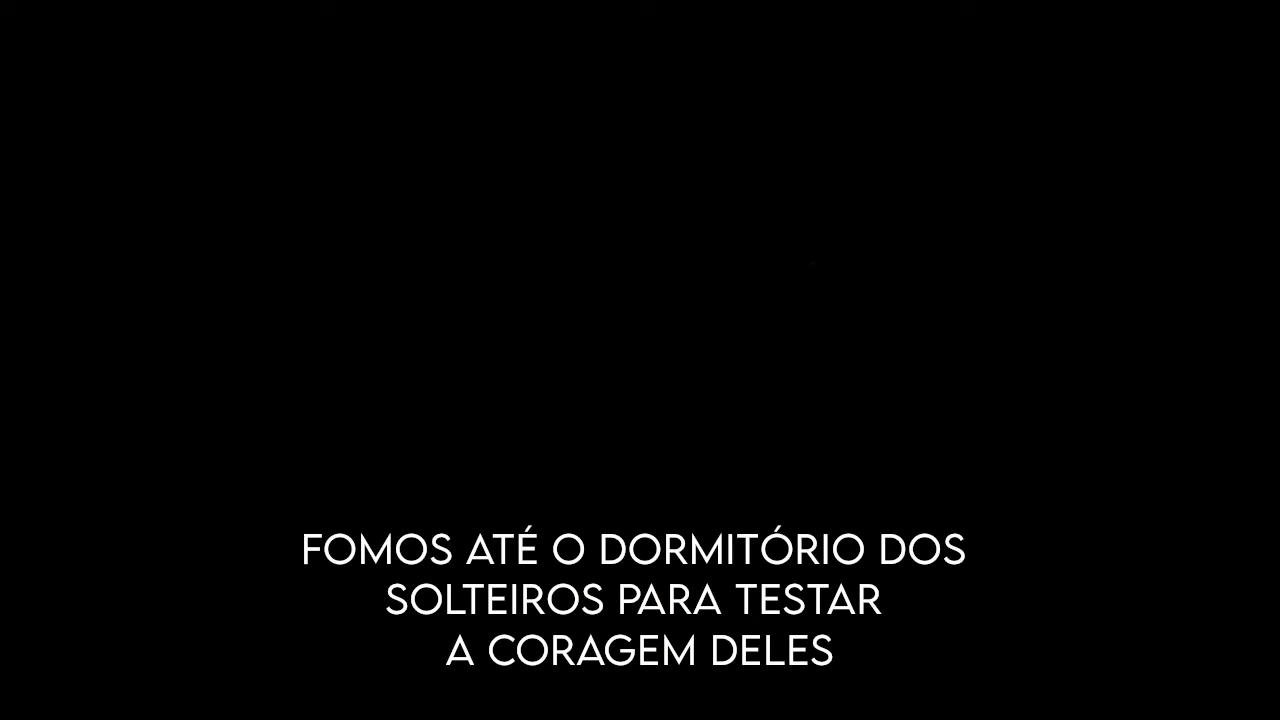 FOMOS ATÉ O DORMITÓRIO DOS
SOLTEIROS PARA TESTAR
A CORAGEM DELES